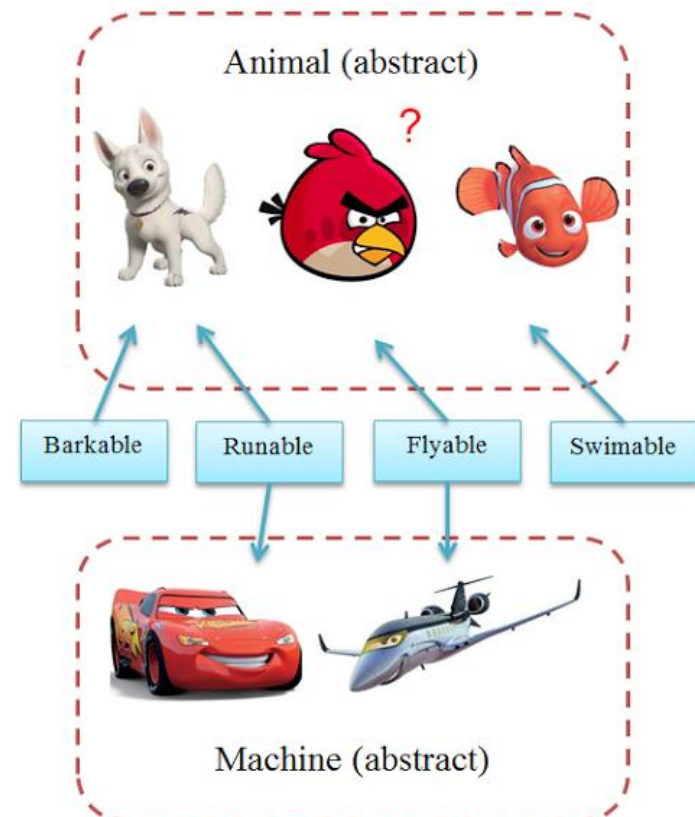 Animal (abstract)
?
Barkable
Runable
Flyable
Swimable
Machine (abstract)